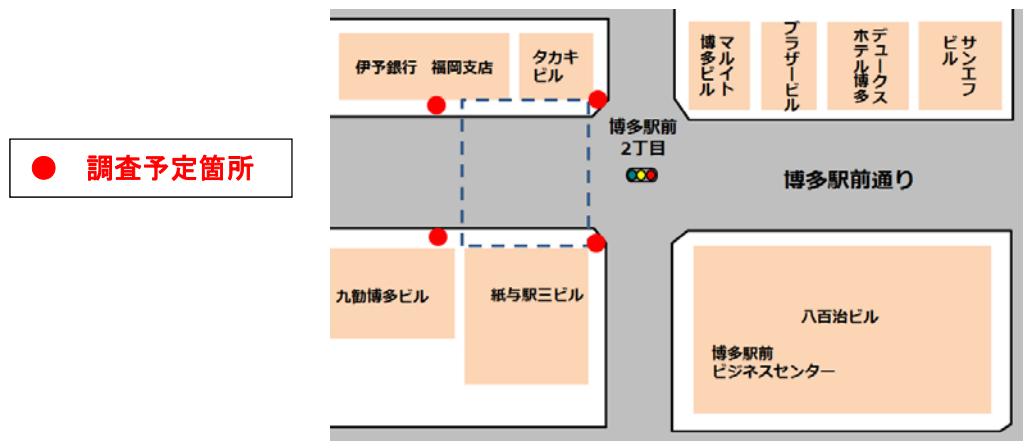 ● 調査予定箇所
伊予銀行 福岡支店
タカキ
ビル
マルイト
博多ビル
ブラザービル
デュークス
ホテル博多
サンエフ
ビル
博多駅前
2丁目
博多駅前通り
九勧博多ビル
紙与駅三ビル
八百治ビル
博多駅前
ビジネスセンター